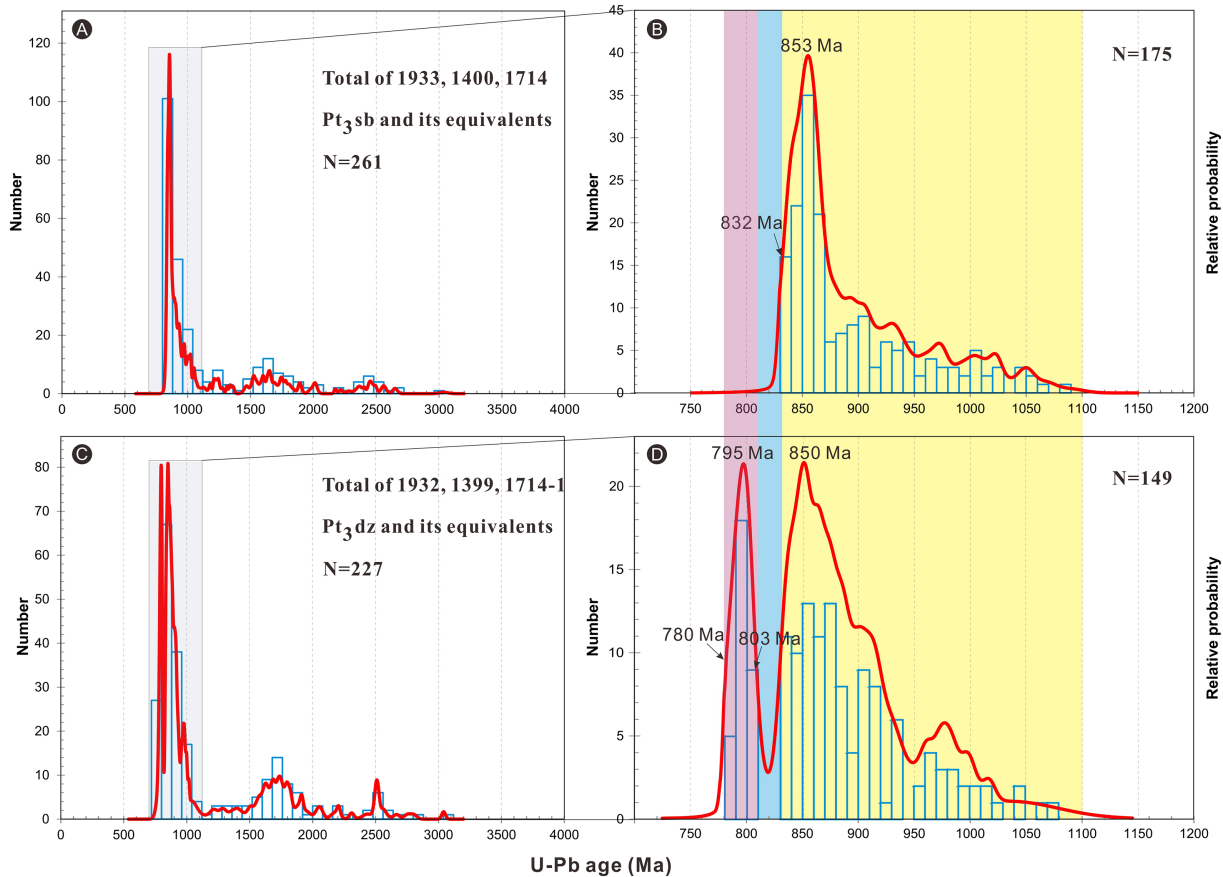 A
Total of 1933, 1400, 1714
Pt3sb and its equivalents
N=261
Number
120
100
80
60
40
20
0
0 500 1000 1500 2000 2500 3000 3500 4000
B
853 Ma
N=175
832 Ma
Number
Relative probability
45
40
35
30
25
20
15
10
5
0
750 800 850 900 950 1000 1050 1100 1150 1200
C
Total of 1932, 1399, 1714-1
Pt3dz and its equivalents
N=227
Number
80
70
60
50
40
30
20
10
0
0 500 1000 1500 2000 2500 3000 3500 4000
D
795 Ma 850 Ma
N=149
780 Ma 803 Ma
Number
Relative probability
20
15
10
5
0
750 800 850 900 950 1000 1050 1100 1150 1200
U-Pb age (Ma)